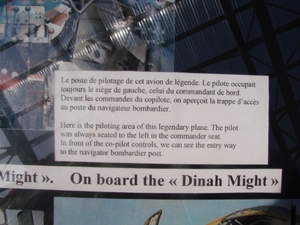 Le poste de pilotage de cet avion de légende. Le pilote occupait
toujours le siège de gauche, celui du commandant de bord.
Devant les commandes du copilote, on aperçoit la trappe d'accès
au poste du navigateur bombardier.
Here is the piloting area of this legendary plane. The pilot
was always seated to the left in the commander seat.
In front of the co-pilot controls, we can see the entry way
to the navigator bombardier post.
Might ». On board the « Dinah Might »